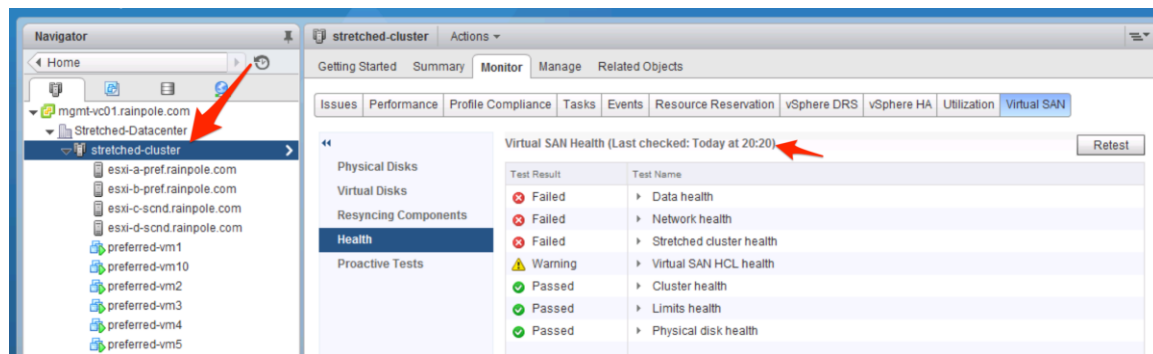 Navigator
Home
mgmt-vc01.rainpole.com
Stretched-Datacenter
stretched-cluster
esxi-a-pref.rainpole.com
esxi-b-pref.rainpole.com
esxi-c-scnd.rainpole.com
esxi-d-scnd.rainpole.com
preferred-vm1
preferred-vm10
preferred-vm2
preferred-vm3
preferred-vm4
preferred-vm5
stretched-cluster Actions
Getting Started Summary Monitor Manage Related Objects
Issues Performance Profile Compliance Tasks Events Resource Reservation vSphere DRS vSphere HA Utilization Virtual SAN
Physical Disks
Virtual Disks
Resyncing Components
Health
Proactive Tests
Virtual SAN Health (Last checked: Today at 20:20) Retest
Test Result Test Name
Failed Data health
Failed Network health
Failed Stretched cluster health
Warning Virtual SAN HCL health
Passed Cluster health
Passed Limits health
Passed Physical disk health